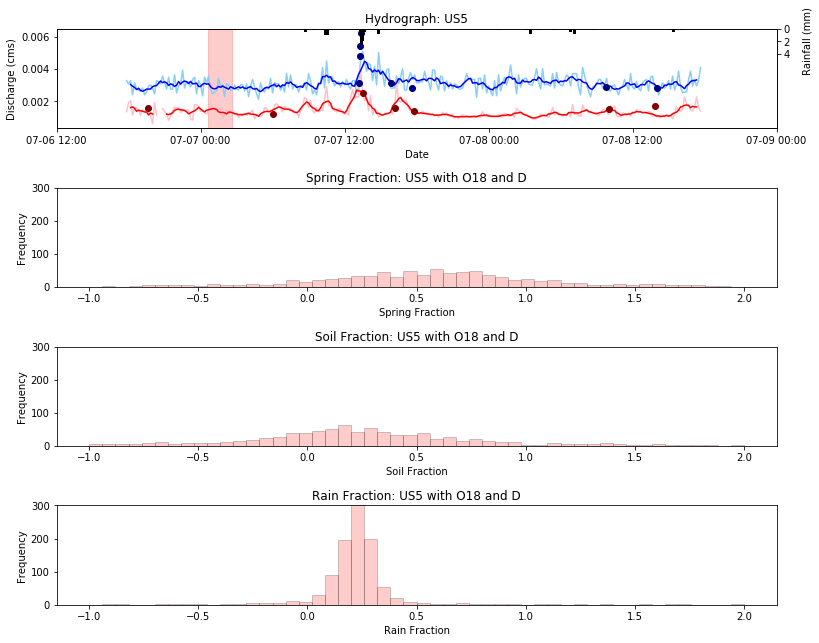 Hydrograph: US5
0.006
0.004
0.002
Discharge (cms)
0
2
4
Rainfall (mm)
07-06 12:00 07-07 00:00 07-07 12:00 07-08 00:00 07-08 12:00 07-09 00:00
Date
Spring Fraction: US5 with O18 and D
300
200
100
0
Frequency
−1.0 −0.5 0.0 0.5 1.0 1.5 2.0
Spring Fraction
Soil Fraction: US5 with O18 and D
300
200
100
0
Frequency
−1.0 −0.5 0.0 0.5 1.0 1.5 2.0
Soil Fraction
Rain Fraction: US5 with O18 and D
300
200
100
0
Frequency
−1.0 −0.5 0.0 0.5 1.0 1.5 2.0
Rain Fraction